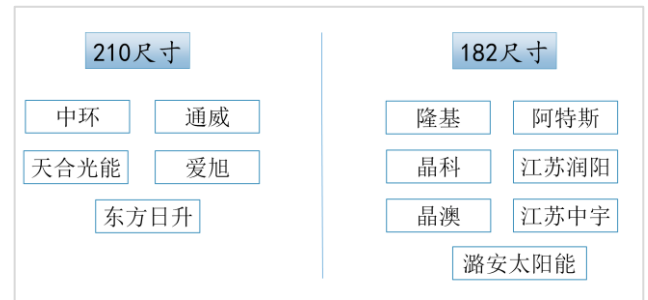 210尺寸
中环
通威
天合光能
爱旭
东方日升
182尺寸
隆基
阿特斯
晶科
江苏润阳
晶澳
江苏中宇
潞安太阳能